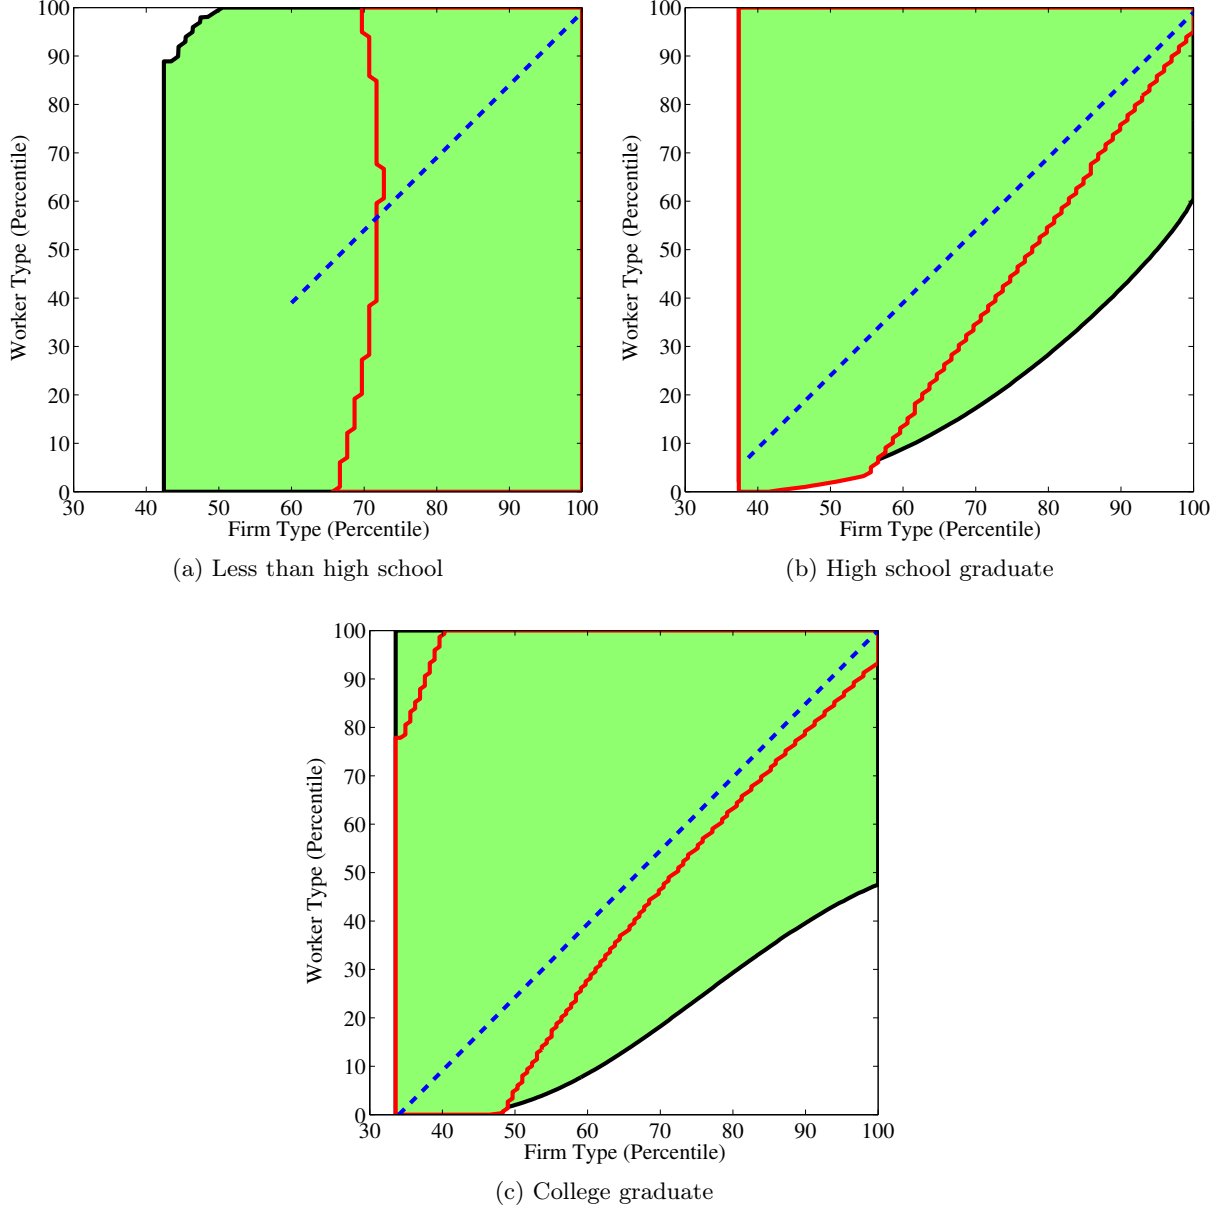 100
90
80
70
60
50
40
30
20
10
0
Worker Type (Percentile)
30 40 50 60 70 80 90 100
Firm Type (Percentile)
(a) Less than high school
100
90
80
70
60
50
40
30
20
10
0
Worker Type (Percentile)
30 40 50 60 70 80 90 100
Firm Type (Percentile)
(b) High school graduate
100
90
80
70
60
50
40
30
20
10
0
Worker Type (Percentile)
30 40 50 60 70 80 90 100
Firm Type (Percentile)
(c) College graduate